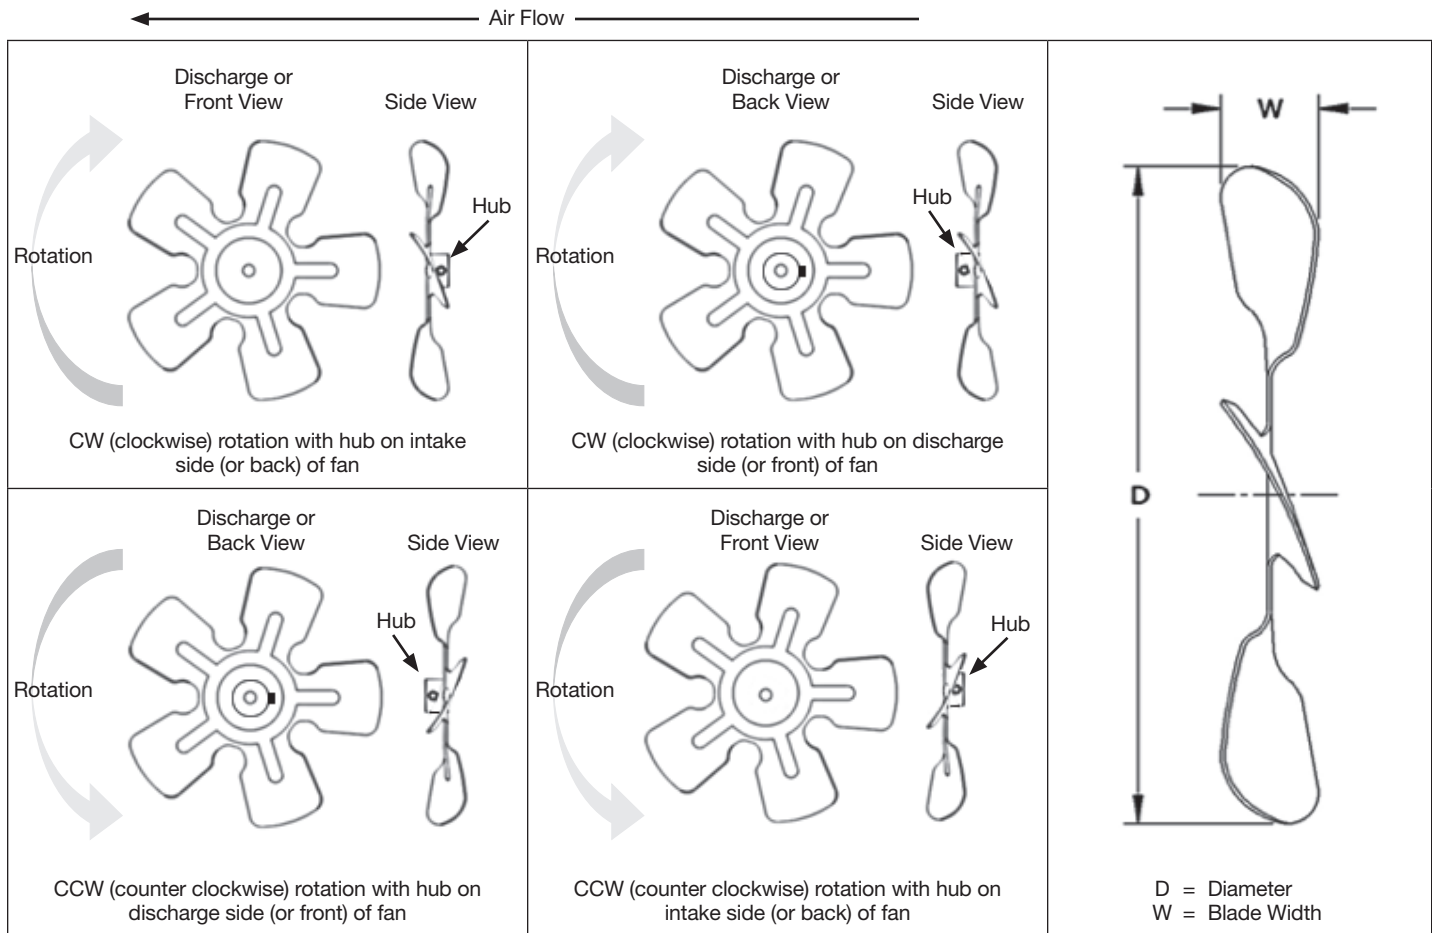 Air Flow
Discharge or
Front View
Side View
Hub
Rotation
CW (clockwise) rotation with hub on intake
side (or back) of fan
Discharge or
Back View
Side View
Hub
Rotation
CW (clockwise) rotation with hub on discharge
side (or front) of fan
Discharge or
Back View
Side View
Hub
Rotation
CCW (counter clockwise) rotation with hub on
discharge side (or front) of fan
Discharge or
Front View
Side View
Hub
Rotation
CCW (counter clockwise) rotation with hub on
intake side (or back) of fan
W
D
D = Diameter
W = Blade Width